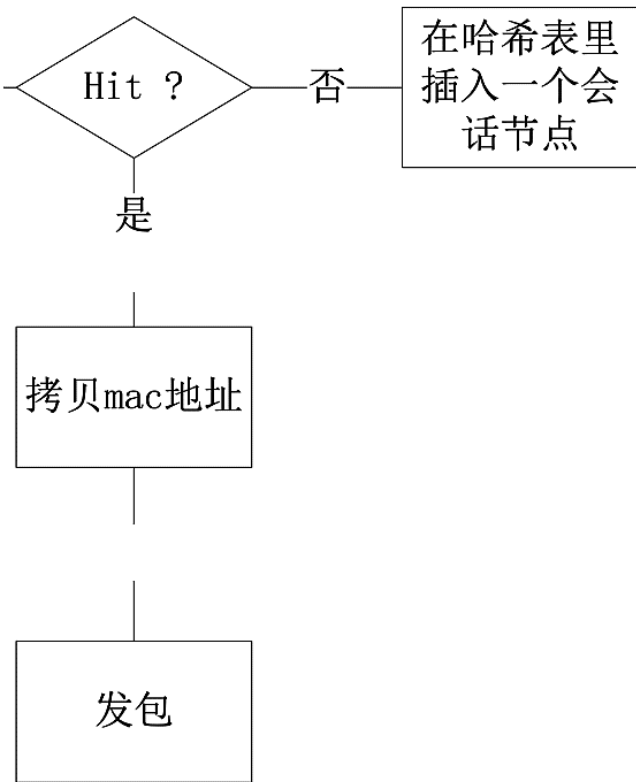 Hit ?
否
在哈希表里
插入一个会
话节点
是
拷贝mac地址
发包